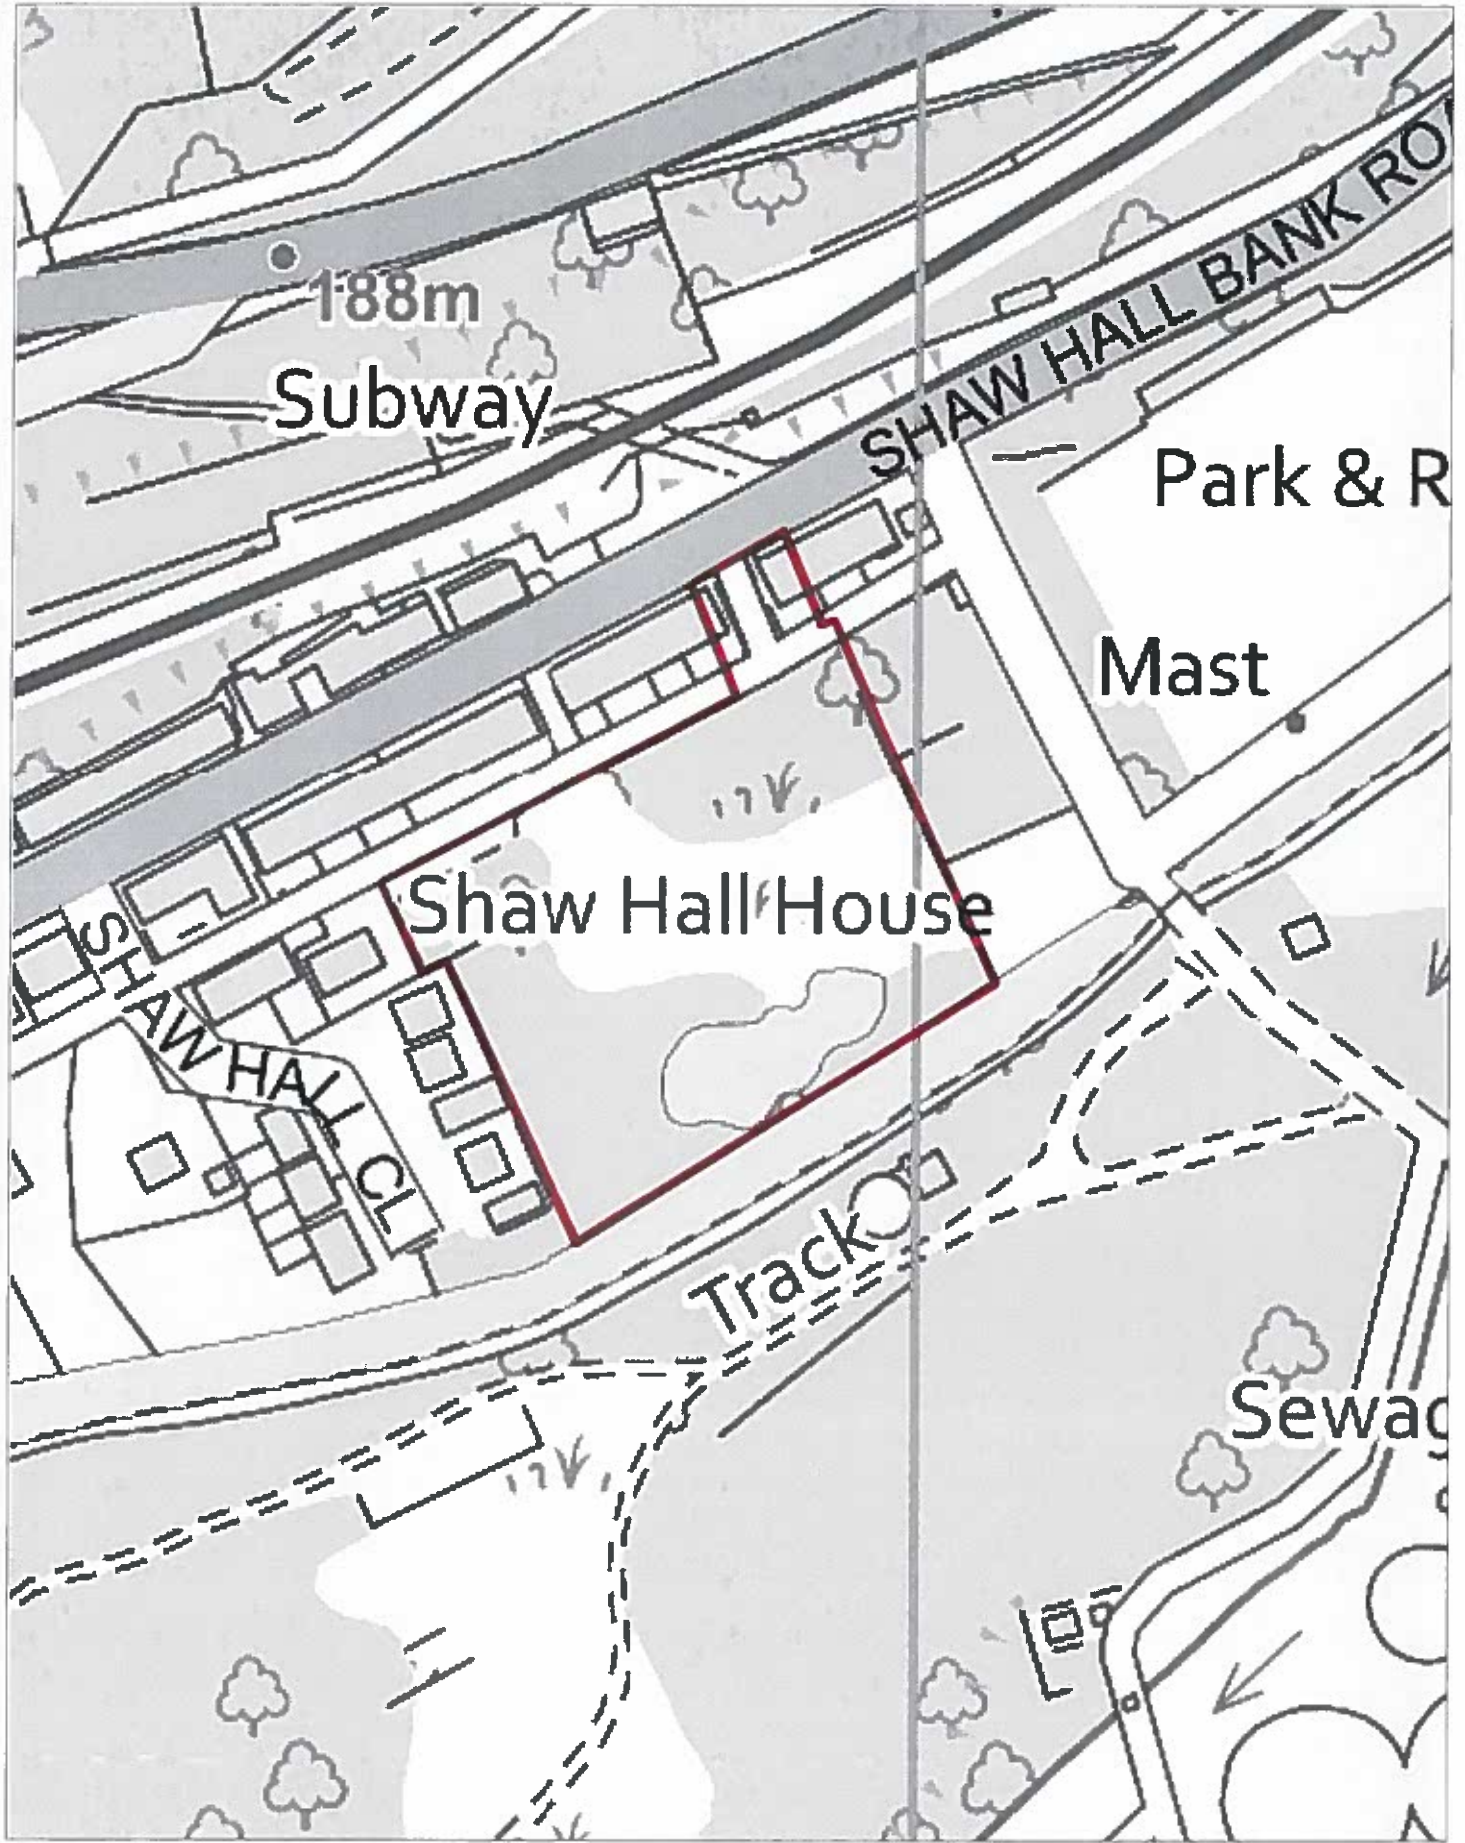 188m
Subway
SHAW HALL BANK RO
Park & R
Mast
Shaw Hall House
SHAW HALL CL
Track
Sewag